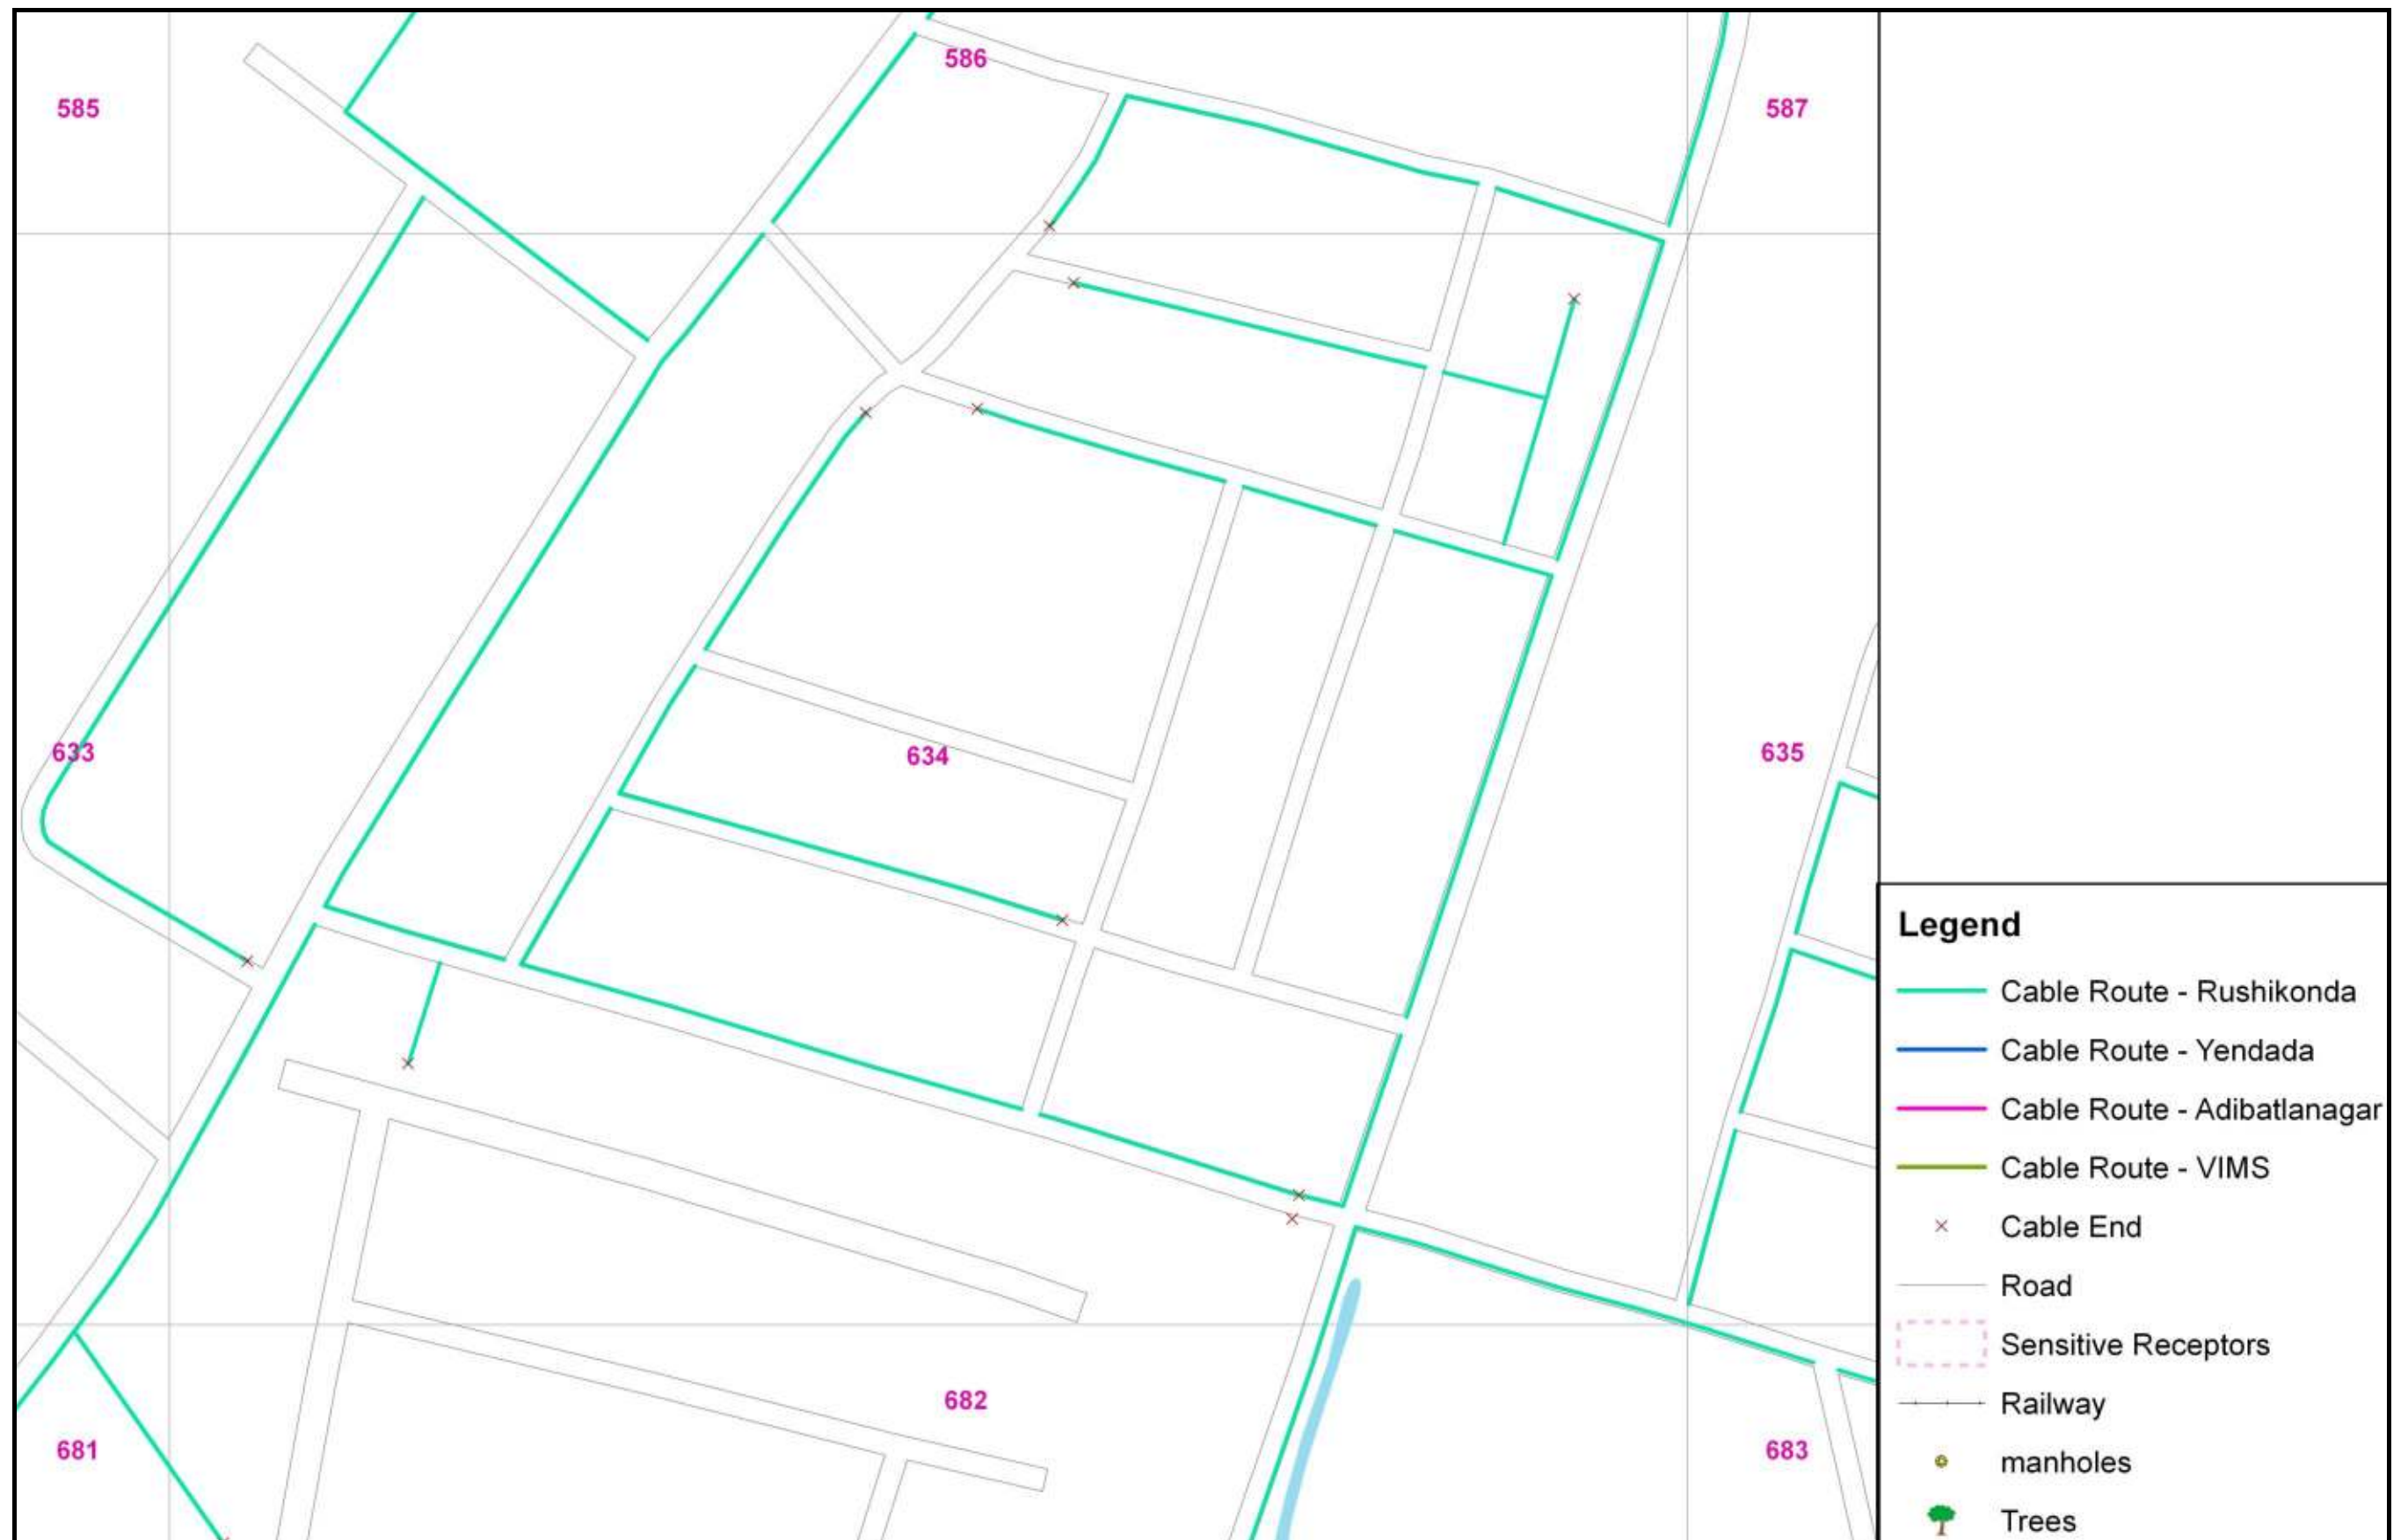 586
585
587
633
634
635
682
681
683
Legend
Cable Route - Rushikonda
Cable Route - Yendada
Cable Route - Adibatlanagar
Cable Route - VIMS
Cable End
Road
Sensitive Receptors
Railway
manholes
Trees